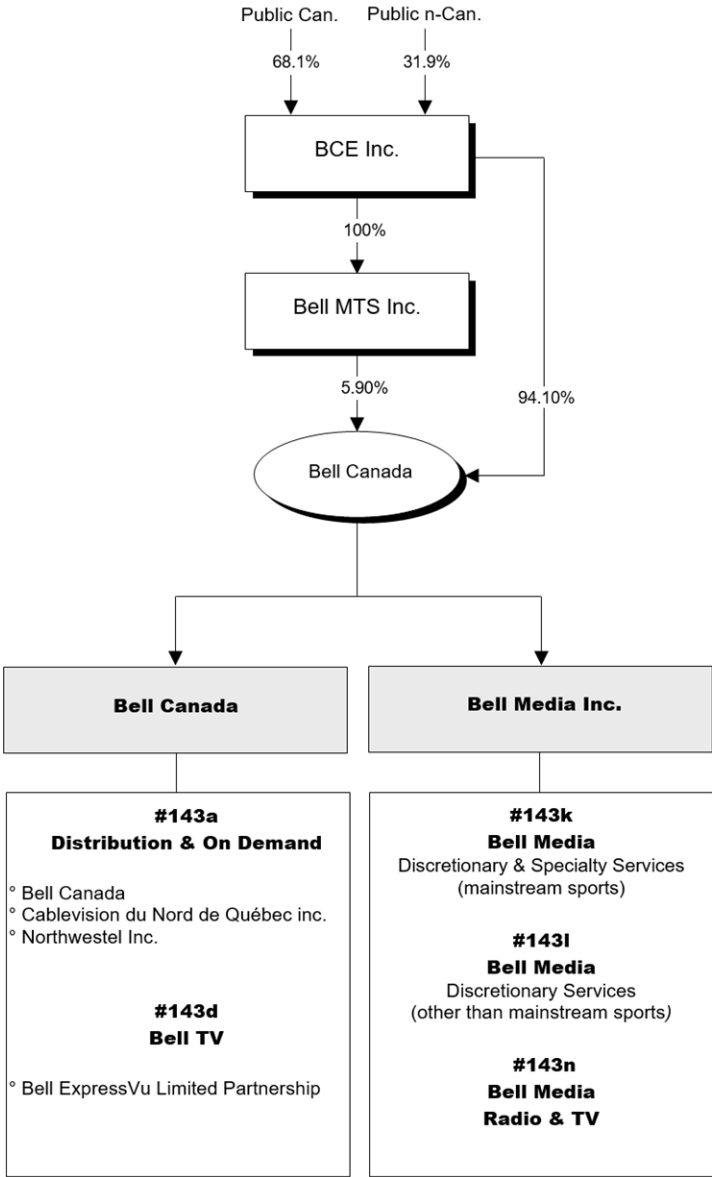 Public Can.
Public n-Can.
68.1%
31.9%
BCE Inc.
100%
Bell MTS Inc.
5.90%
94.10%
Bell Canada
Bell Canada
Bell Media Inc.
#143a
Distribution & On Demand
° Bell Canada
° Cablevision du Nord de Québec inc.
° Northwestel Inc.
#143d
Bell TV
° Bell ExpressVu Limited Partnership
#143k
Bell Media
Discretionary & Specialty Services
(mainstream sports)
#143l
Bell Media
Discretionary Services
(other than mainstream sports)
#143n
Bell Media
Radio & TV